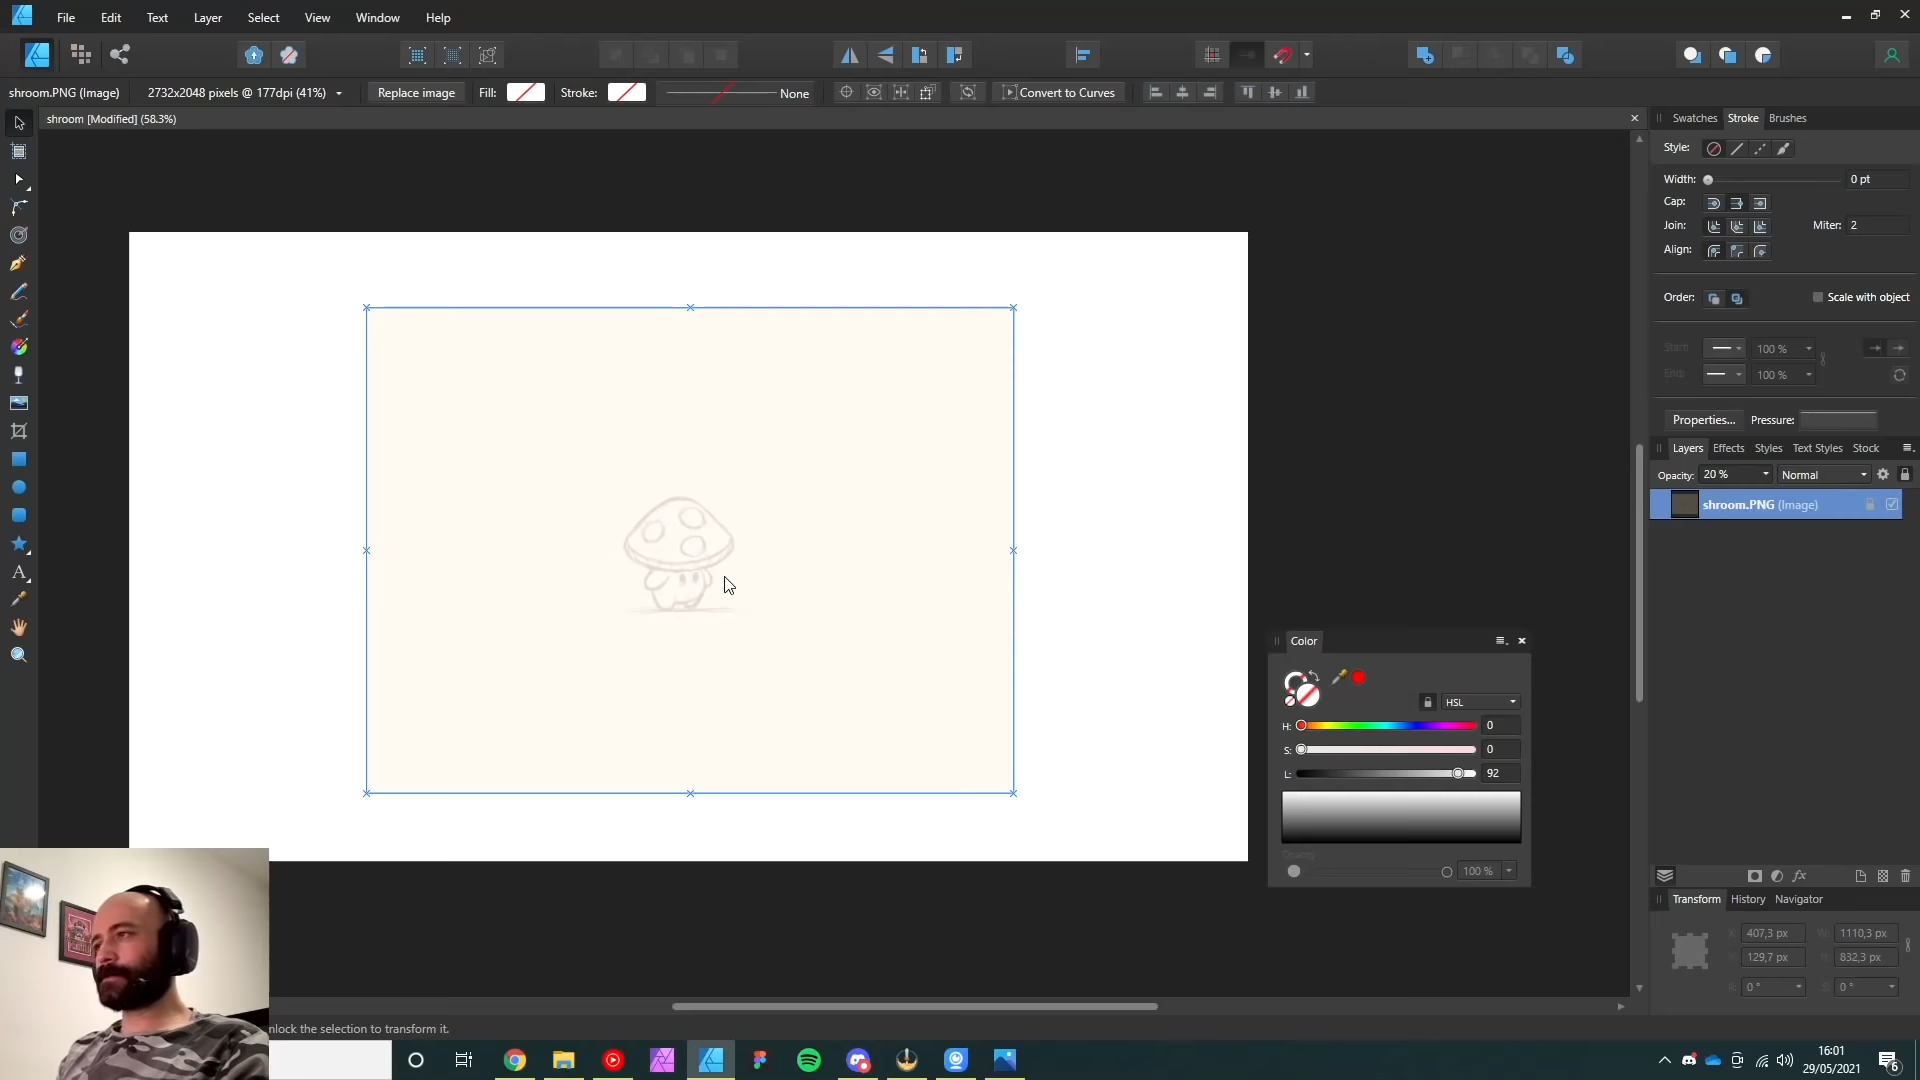 File Edit Text Layer Select View Window Help
shroom.PNG (Image) 2732x2048 pixels @ 177dpi (41%) Replace image Fill: Stroke: None Convert to Curves
shroom [Modified] (58.3%)
Swatches Stroke Brushes
Style:
Width: 0 pt
Cap:
Join: Miter: 2
Align:
Order: Scale with object
Start: 100 %
End: 100 %
Properties... Pressure:
Layers Effects Styles Text Styles Stock
Opacity: 20 % Normal
shroom.PNG (Image)
Color
HSL
H: 0
S: 0
L: 92
Opacity
100 %
Transform History Navigator
X: 407,3 px W: 1110,3 px
Y: 129,7 px H: 832,3 px
R: 0 ° S: 0 °
nlock the selection to transform it.
A
16:01
29/05/2021
6